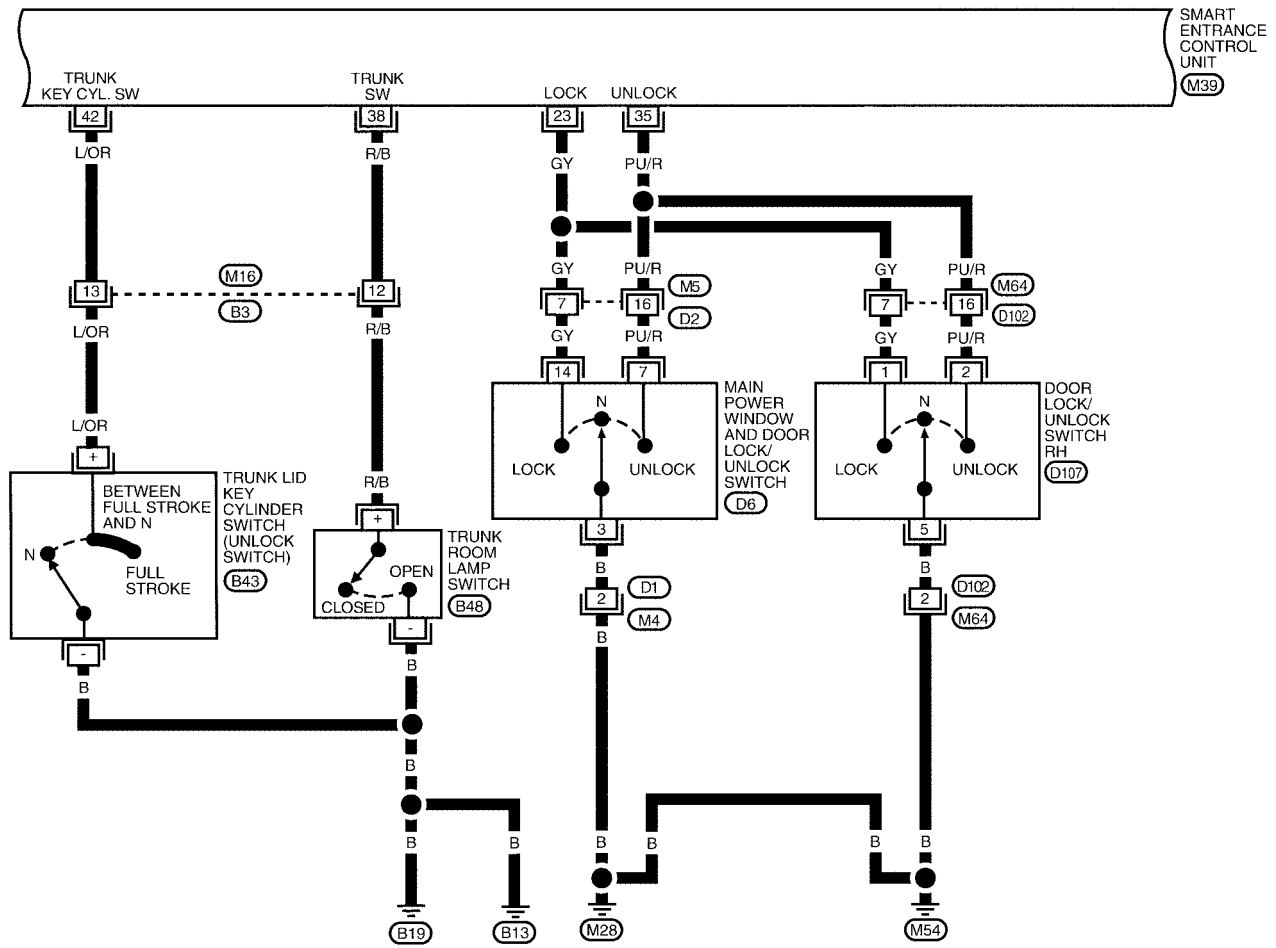 SMART
ENTRANCE
CONTROL
UNIT
M39
TRUNK
KEY CYL. SW
TRUNK
SW
LOCK
UNLOCK
42
38
23
35
L/OR
R/B
GY
PU/R
GY
PU/R
GY
PU/R
M16
B3
13
12
7
16
M5
D2
7
16
M64
D102
L/OR
R/B
GY
PU/R
GY
PU/R
14
7
1
2
MAIN
POWER
WINDOW
AND DOOR
LOCK/
UNLOCK
SWITCH
D6
N
LOCK
UNLOCK
DOOR
LOCK/
UNLOCK
SWITCH
RH
D107
N
LOCK
UNLOCK
L/OR
+
BETWEEN
FULL STROKE
AND N
N
FULL
STROKE
TRUNK LID
KEY
CYLINDER
SWITCH
(UNLOCK
SWITCH)
B43
-
R/B
+
OPEN
CLOSED
TRUNK
ROOM
LAMP
SWITCH
B48
-
3
5
B
B
2
D1
M4
2
D102
M64
B
B
B
B
B
B
B
B
B
B
B19
B13
M28
M54